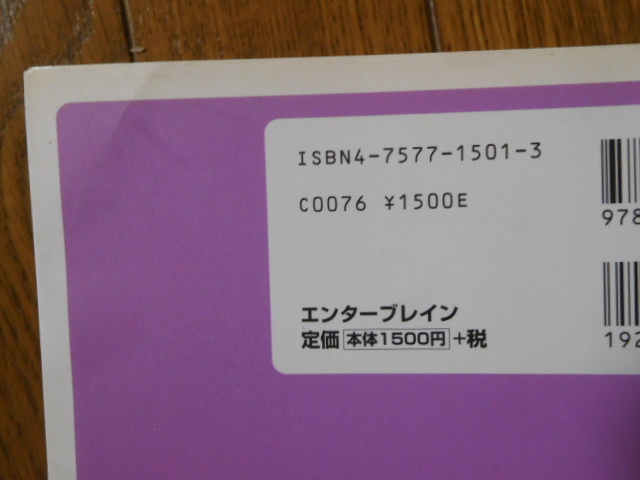 ISBN4-7577-1501-3
C0076 ¥1500E
978
エンターブレイン
定価 本体1500円 +税
192